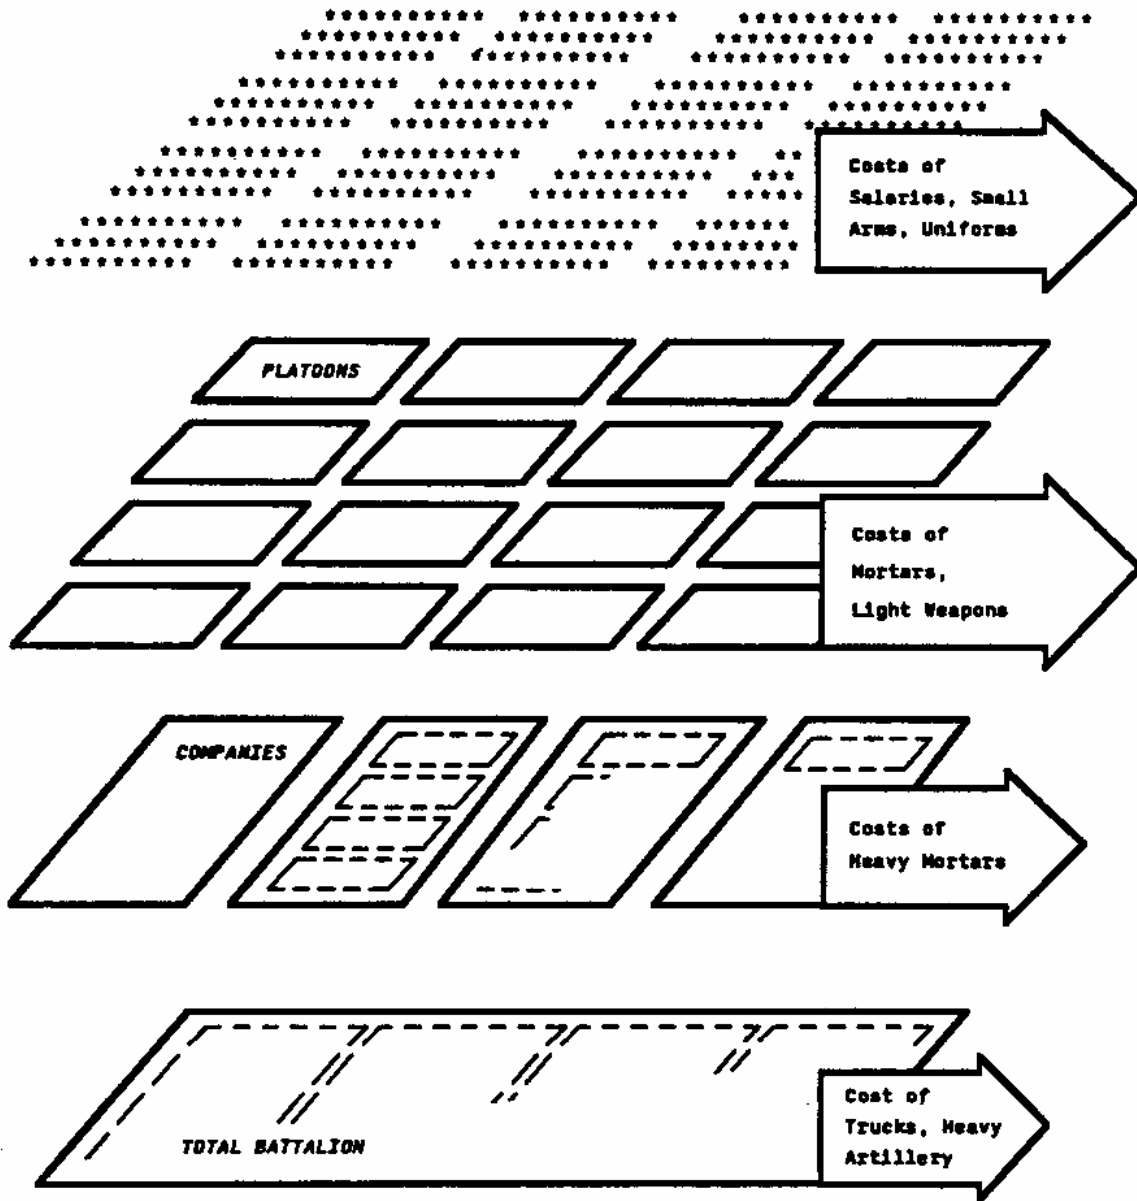 Costs of
Salaries, Small
Arms, Uniforms
PLATOONS
Costs of
Mortars,
Light Weapons
COMPANIES
Costs of
Heavy Mortars
Cost of
Trucks, Heavy
Artillery
TOTAL BATTALION